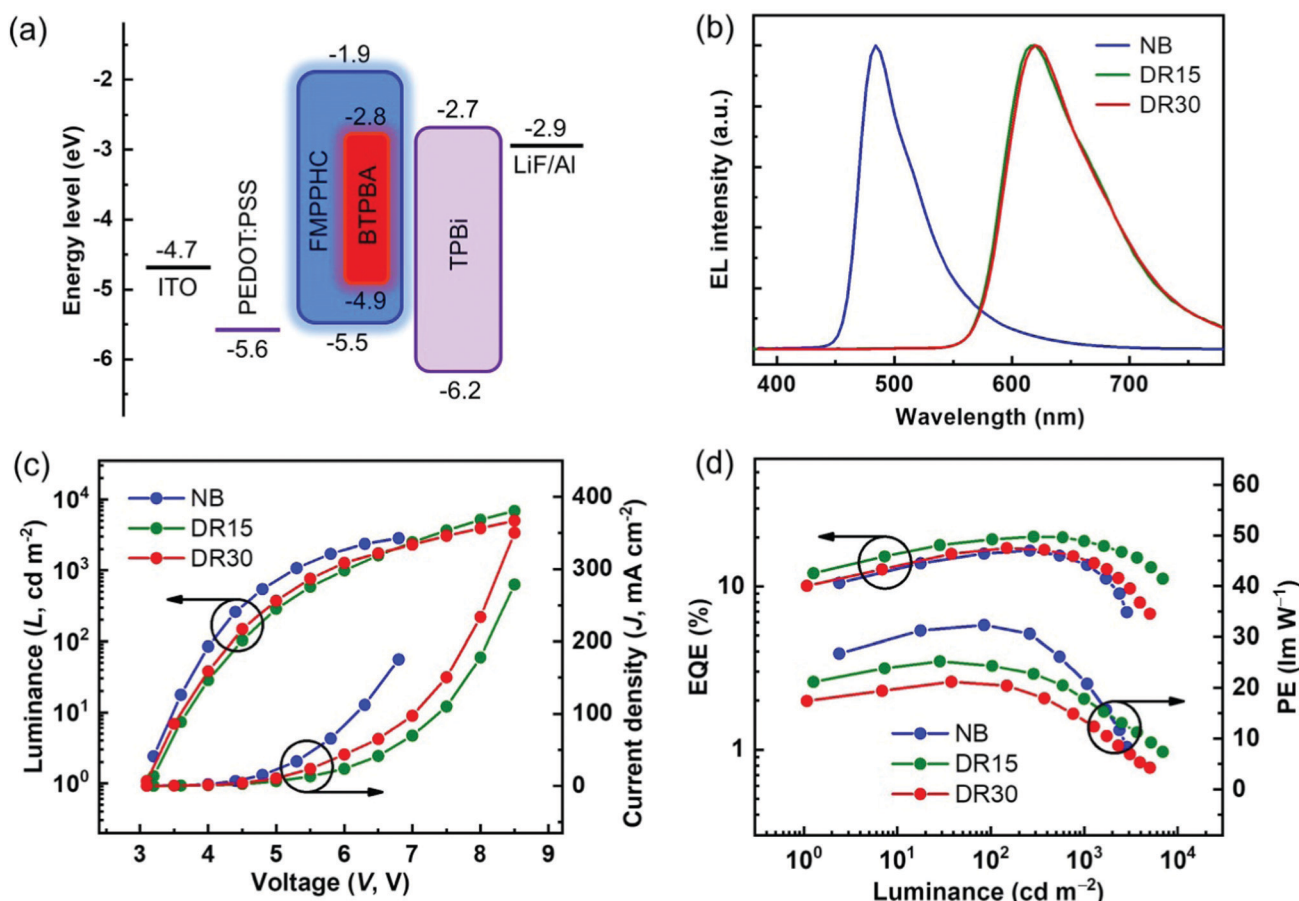 (a)
Energy level (eV)
-2
-3
-4
-5
-6
-4.7
ITO
PEDOT:PSS
-5.6
-1.9
FMPPHC
-5.5
-2.8
BTPBA
-4.9
-2.7
TPBi
-6.2
-2.9
LiF/Al
(b)
EL intensity (a.u.)
NB
DR15
DR30
400
500
600
700
Wavelength (nm)
(c)
Luminance (L, cd m⁻²)
10⁴
10³
10²
10¹
10⁰
NB
DR15
DR30
400
300
200
100
0
Current density (J, mA cm⁻²)
3
4
5
6
7
8
9
Voltage (V, V)
(d)
EQE (%)
10
1
NB
DR15
DR30
60
50
40
30
20
10
0
PE (lm W⁻¹)
10⁰
10¹
10²
10³
10⁴
Luminance (cd m⁻²)